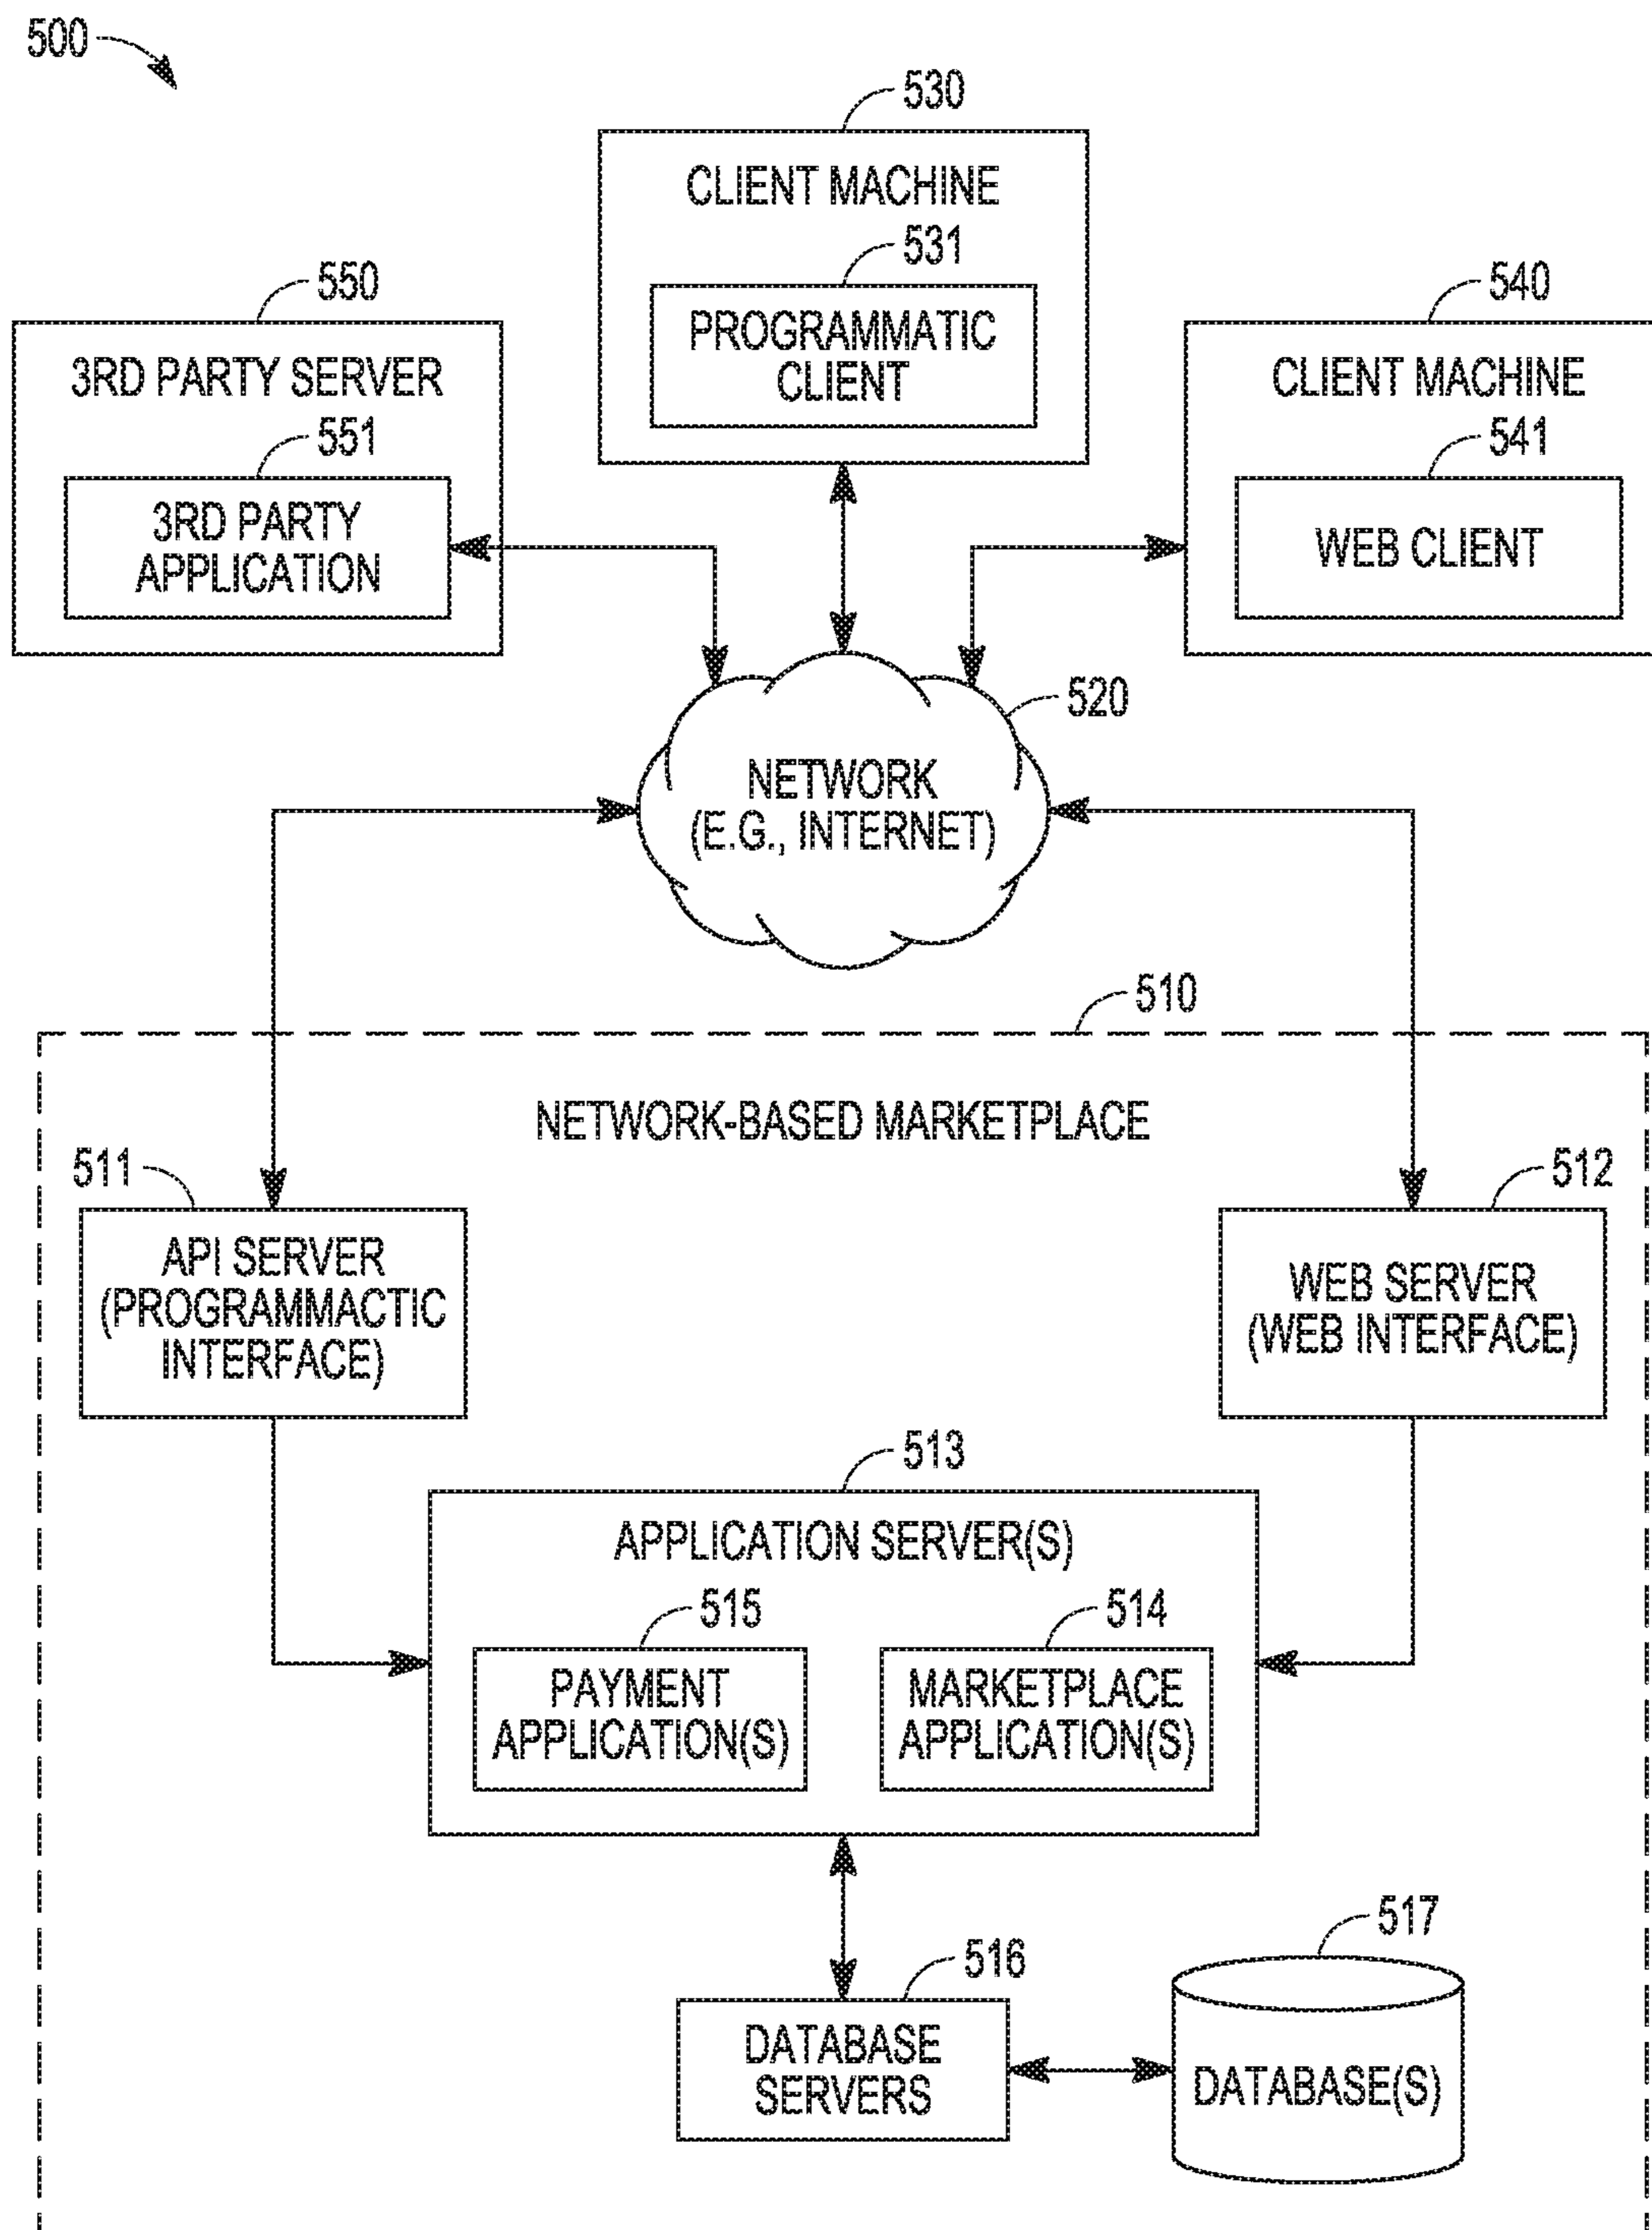 500
530
CLIENT MACHINE
531
PROGRAMMATIC
CLIENT
550
3RD PARTY SERVER
551
3RD PARTY
APPLICATION
540
CLIENT MACHINE
541
WEB CLIENT
520
NETWORK
(E.G., INTERNET)
510
NETWORK-BASED MARKETPLACE
511
API SERVER
(PROGRAMMACTIC
INTERFACE)
512
WEB SERVER
(WEB INTERFACE)
513
APPLICATION SERVER(S)
515
PAYMENT
APPLICATION(S)
514
MARKETPLACE
APPLICATION(S)
516
DATABASE
SERVERS
517
DATABASE(S)